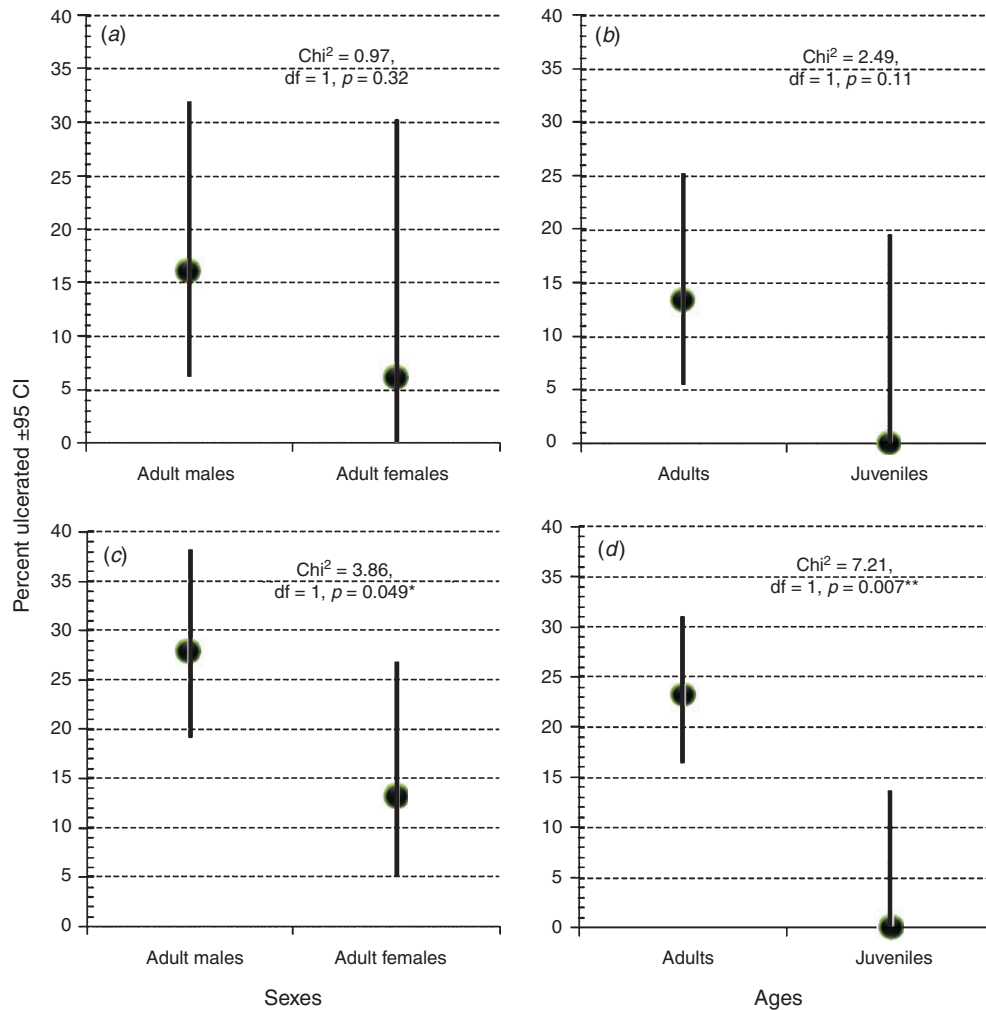 Percent ulcerated ±95 CI
(a)
Chi² = 0.97,
df = 1, p = 0.32
40
35
30
25
20
15
10
5
0
Adult males
Adult females
(b)
Chi² = 2.49,
df = 1, p = 0.11
40
35
30
25
20
15
10
5
0
Adults
Juveniles
(c)
Chi² = 3.86,
df = 1, p = 0.049*
40
35
30
25
20
15
10
5
0
Adult males
Adult females
Sexes
(d)
Chi² = 7.21,
df = 1, p = 0.007**
40
35
30
25
20
15
10
5
0
Adults
Juveniles
Ages